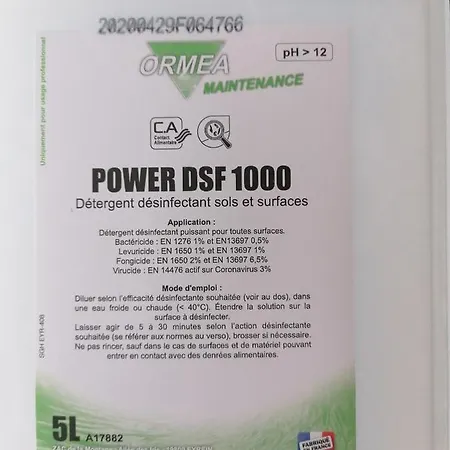 20200429F064766
ORMEA
MAINTENANCE
pH > 12
Uniquement pour usage professionnel
C.A
Contact
Alimentaire
POWER DSF 1000
Détergent désinfectant sols et surfaces
Application :
Détergent désinfectant puissant pour toutes surfaces.
Bactéricide : EN 1276 1% et EN13697 0,5%
Levuricide : EN 1650 1% et EN13697 1%
Fongicide : EN 1650 2% et EN 13697 6,5%
Virucide : EN 14476 actif sur Coronavirus 3%
Mode d'emploi :
Diluer selon l'efficacité désinfectante souhaitée (voir au dos), dans
une eau froide ou chaude (< 40°C). Étendre la solution sur la
surface à désinfecter.
Laisser agir de 5 à 30 minutes selon l'action désinfectante
souhaitée (se référer aux normes au verso), brosser si nécessaire.
Ne pas rincer, sauf dans le cas de surfaces et de matériel pouvant
entrer en contact avec des denrées alimentaires.
5L A17882
FABRIQUÉ
EN FRANCE